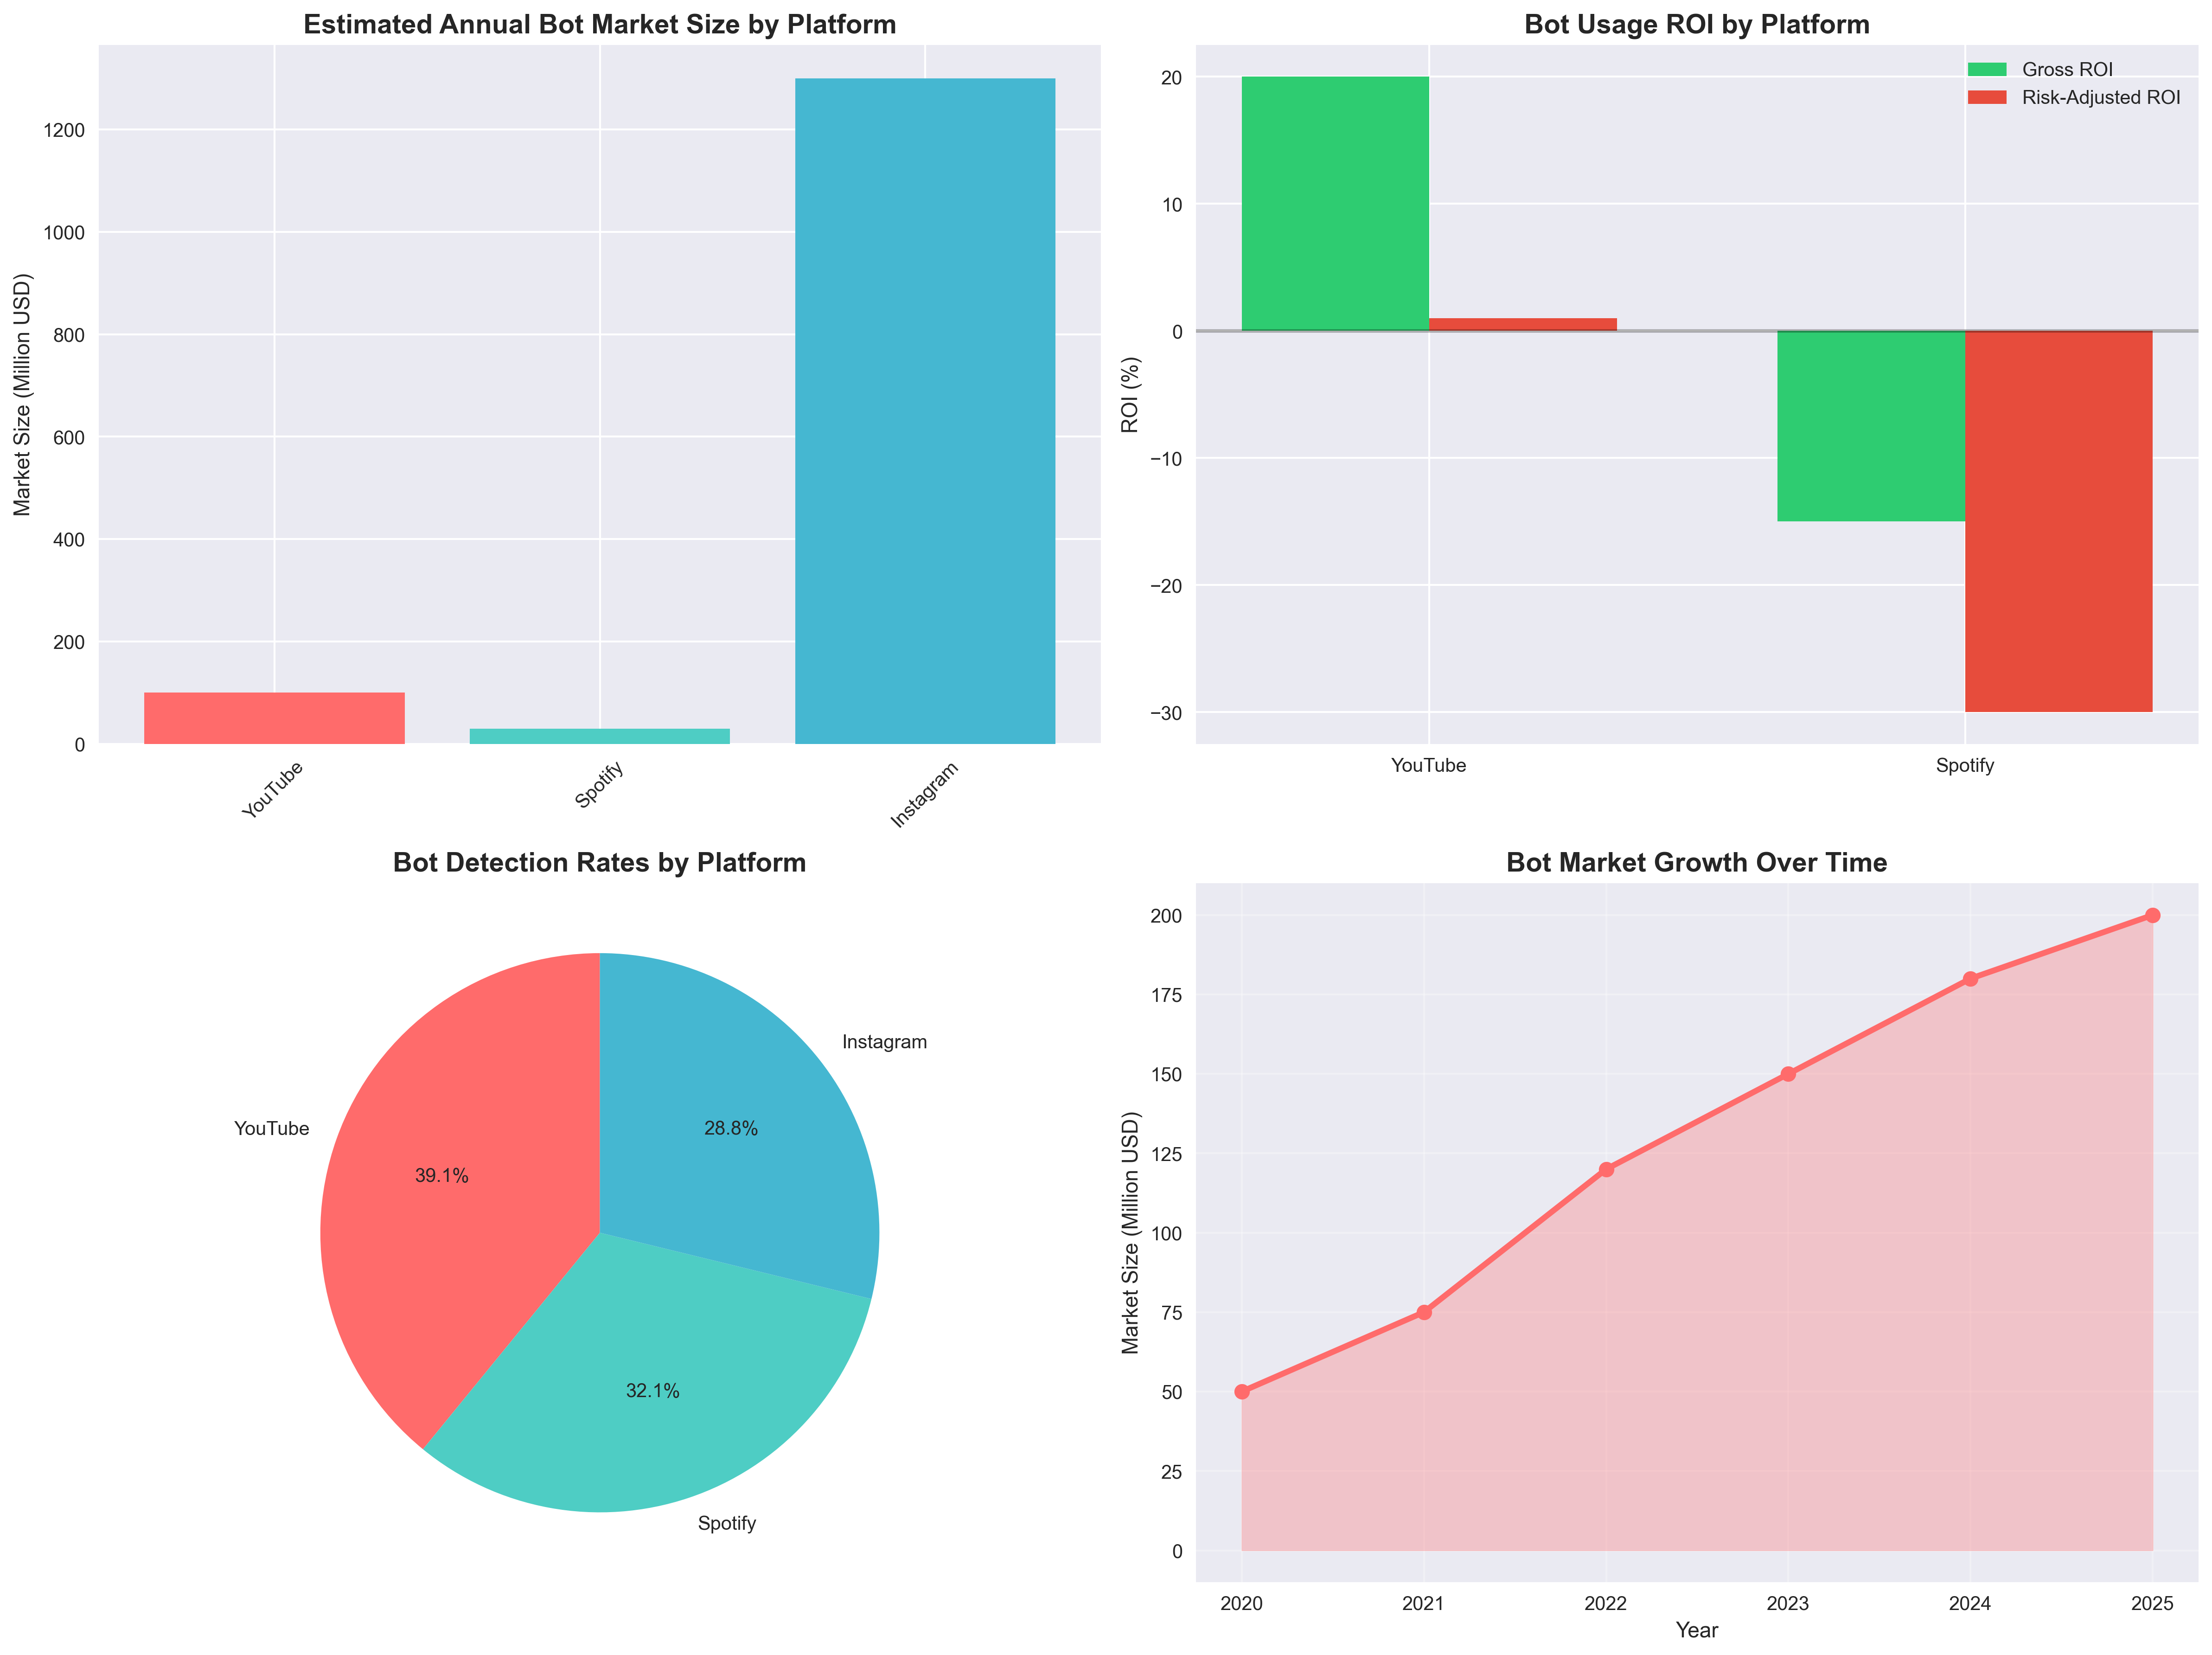 Estimated Annual Bot Market Size by Platform
Market Size (Million USD)
1200
1000
800
600
400
200
0
YouTube
Spotify
Instagram
Bot Usage ROI by Platform
Gross ROI
Risk-Adjusted ROI
ROI (%)
20
10
0
−10
−20
−30
YouTube
Spotify
Bot Detection Rates by Platform
Instagram
28.8%
YouTube
39.1%
32.1%
Spotify
Bot Market Growth Over Time
Market Size (Million USD)
200
175
150
125
100
75
50
25
0
2020
2021
2022
2023
2024
2025
Year